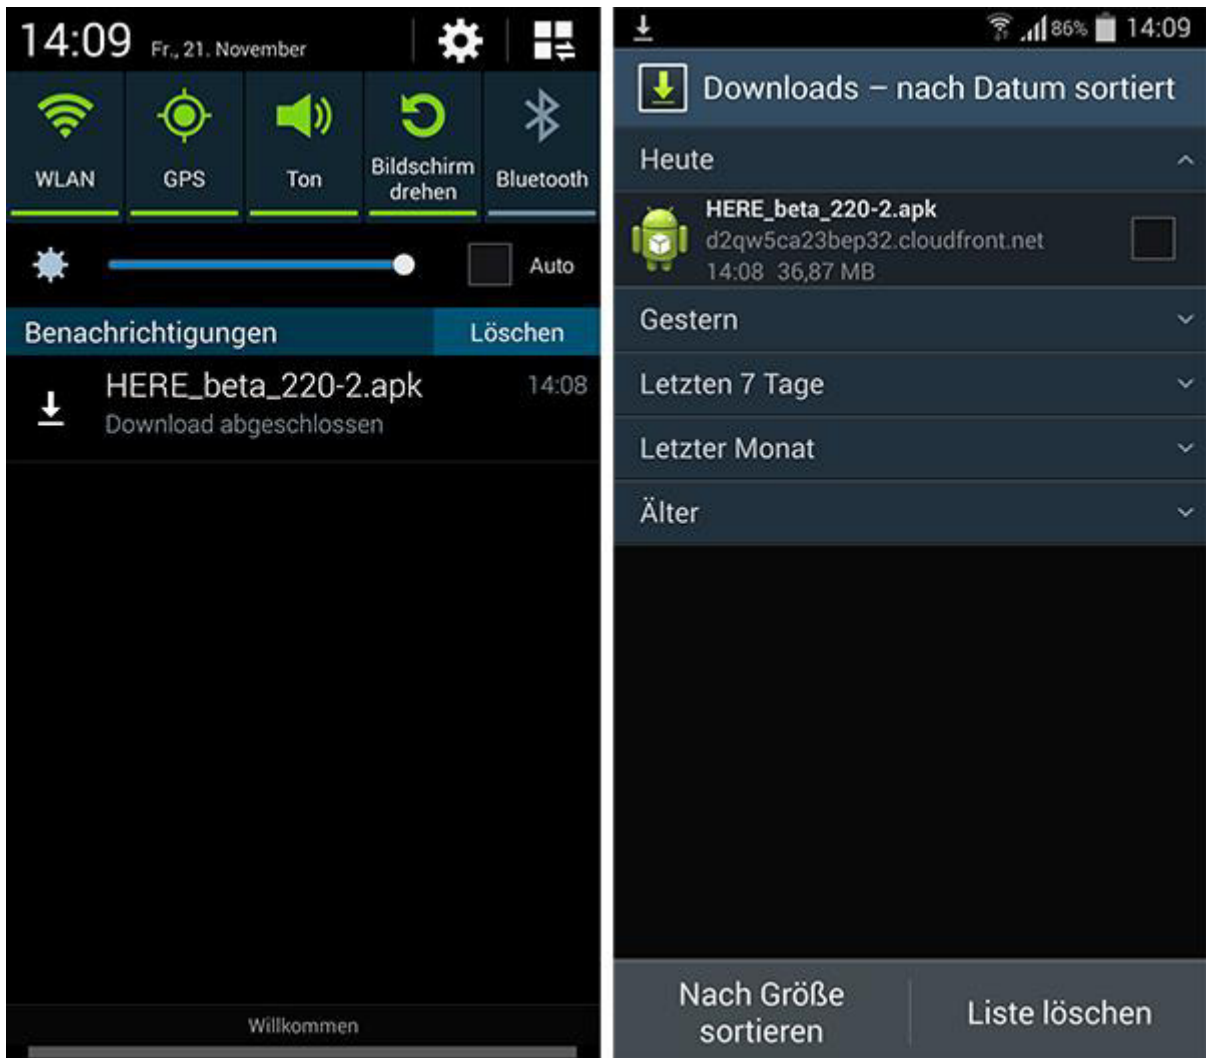 14:09 Fr., 21. November
WLAN GPS Ton Bildschirm drehen Bluetooth
Auto
Benachrichtigungen Löschen
HERE_beta_220-2.apk 14:08
Download abgeschlossen
Willkommen
86% 14:09
Downloads – nach Datum sortiert
Heute
HERE_beta_220-2.apk
d2qw5ca23bep32.cloudfront.net
14:08 36,87 MB
Gestern
Letzten 7 Tage
Letzter Monat
Älter
Nach Größe
sortieren
Liste löschen